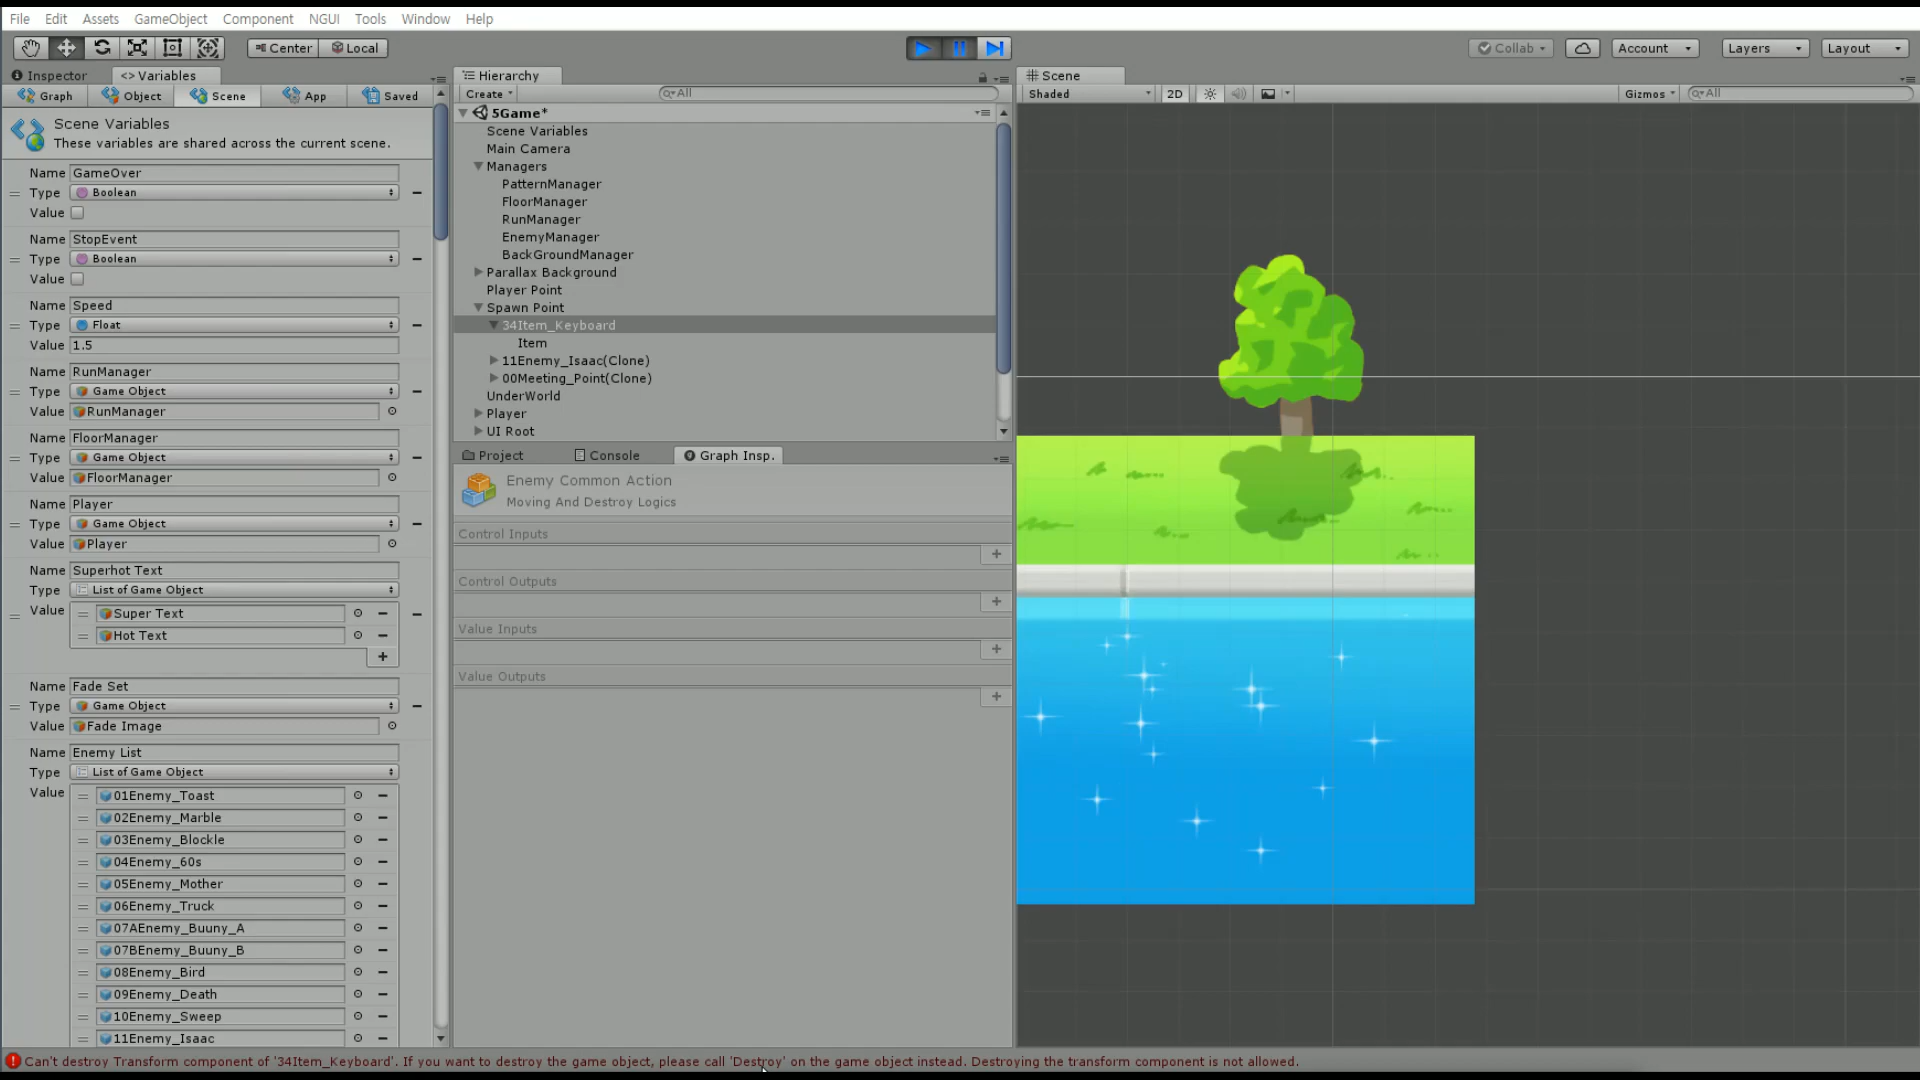 File Edit Assets GameObject Component NGUI Tools Window Help
Center Local Collab Account Layers Layout
Inspector <> Variables
Graph Object Scene App Saved
Scene Variables
These variables are shared across the current scene.
Name GameOver
Type Boolean
Value
Name StopEvent
Type Boolean
Value
Name Speed
Type Float
Value 1.5
Name RunManager
Type Game Object
Value RunManager
Name FloorManager
Type Game Object
Value FloorManager
Name Player
Type Game Object
Value Player
Name Superhot Text
Type List of Game Object
Value Super Text
Hot Text
Name Fade Set
Type Game Object
Value Fade Image
Name Enemy List
Type List of Game Object
Value 01Enemy_Toast
02Enemy_Marble
03Enemy_Blockle
04Enemy_60s
05Enemy_Mother
06Enemy_Truck
07AEnemy_Buuny_A
07BEnemy_Buuny_B
08Enemy_Bird
09Enemy_Death
10Enemy_Sweep
11Enemy_Isaac
Hierarchy
Create All
5Game*
Scene Variables
Main Camera
Managers
PatternManager
FloorManager
RunManager
EnemyManager
BackGroundManager
Parallax Background
Player Point
Spawn Point
34Item_Keyboard
Item
11Enemy_Isaac(Clone)
00Meeting_Point(Clone)
UnderWorld
Player
UI Root
Project Console Graph Insp.
Enemy Common Action
Moving And Destroy Logics
Control Inputs
Control Outputs
Value Inputs
Value Outputs
Scene
Shaded 2D Gizmos All
Can't destroy Transform component of '34Item_Keyboard'. If you want to destroy the game object, please call 'Destroy' on the game object instead. Destroying the transform component is not allowed.